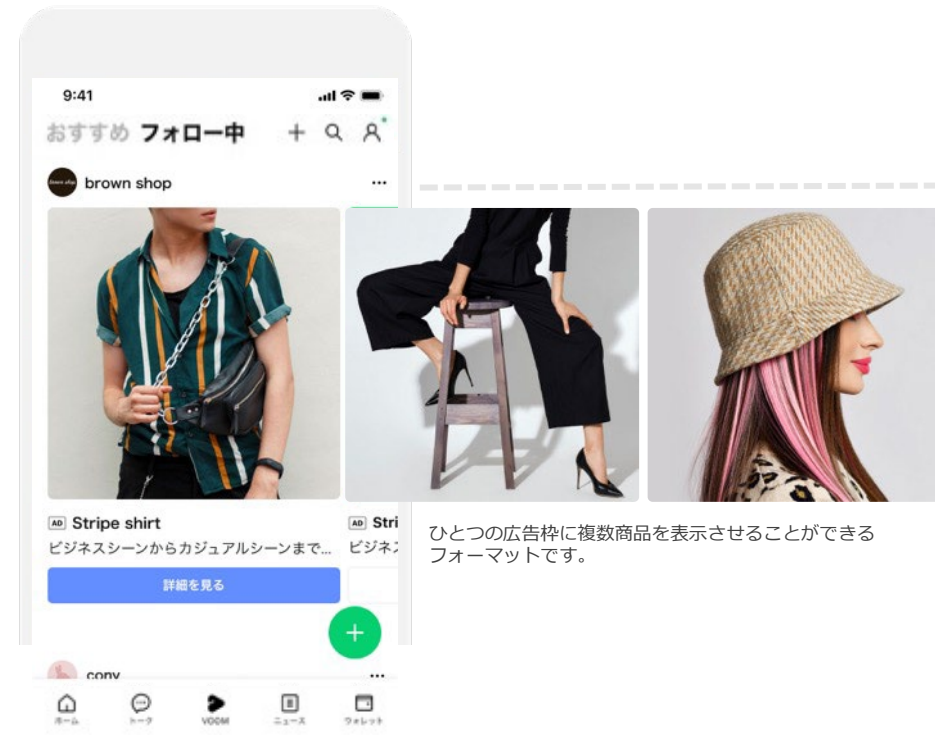 9:41
おすすめ フォロー中
brown shop
AD Stripe shirt
ビジネスシーンからカジュアルシーンまで...
詳細を見る
AD Stri
ビジネス
ひとつの広告枠に複数商品を表示させることができる
フォーマットです。
cony
ホーム トーク VOOM ニュース ウォレット